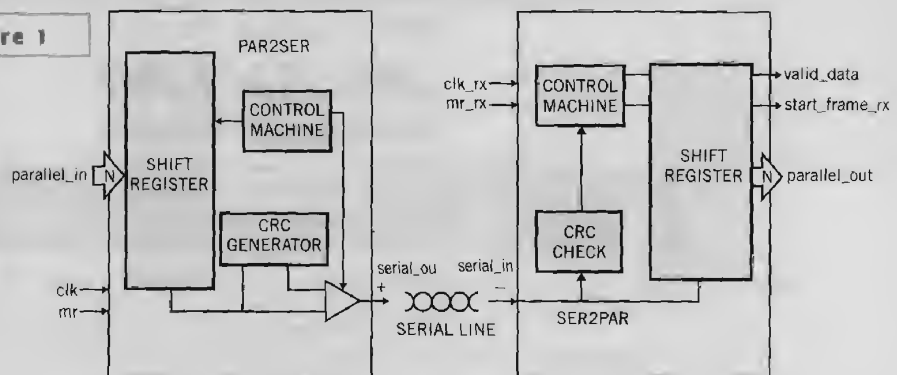 re 1
PAR2SER
CONTROL
MACHINE
SHIFT
REGISTER
parallel_in
N
CRC
GENERATOR
clk
mr
serial_ou
+
SERIAL LINE
serial_in
–
clk_rx
mr_rx
CONTROL
MACHINE
CRC
CHECK
SER2PAR
SHIFT
REGISTER
valid_data
start_frame_rx
N
parallel_out